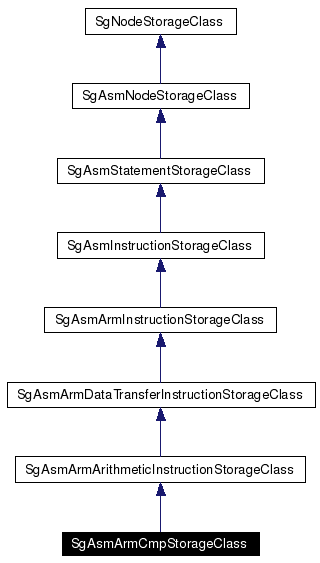 SgNodeStorageClass
SgAsmNodeStorageClass
SgAsmStatementStorageClass
SgAsmInstructionStorageClass
SgAsmArmInstructionStorageClass
SgAsmArmDataTransferInstructionStorageClass
SgAsmArmArithmeticInstructionStorageClass
SgAsmArmCmpStorageClass